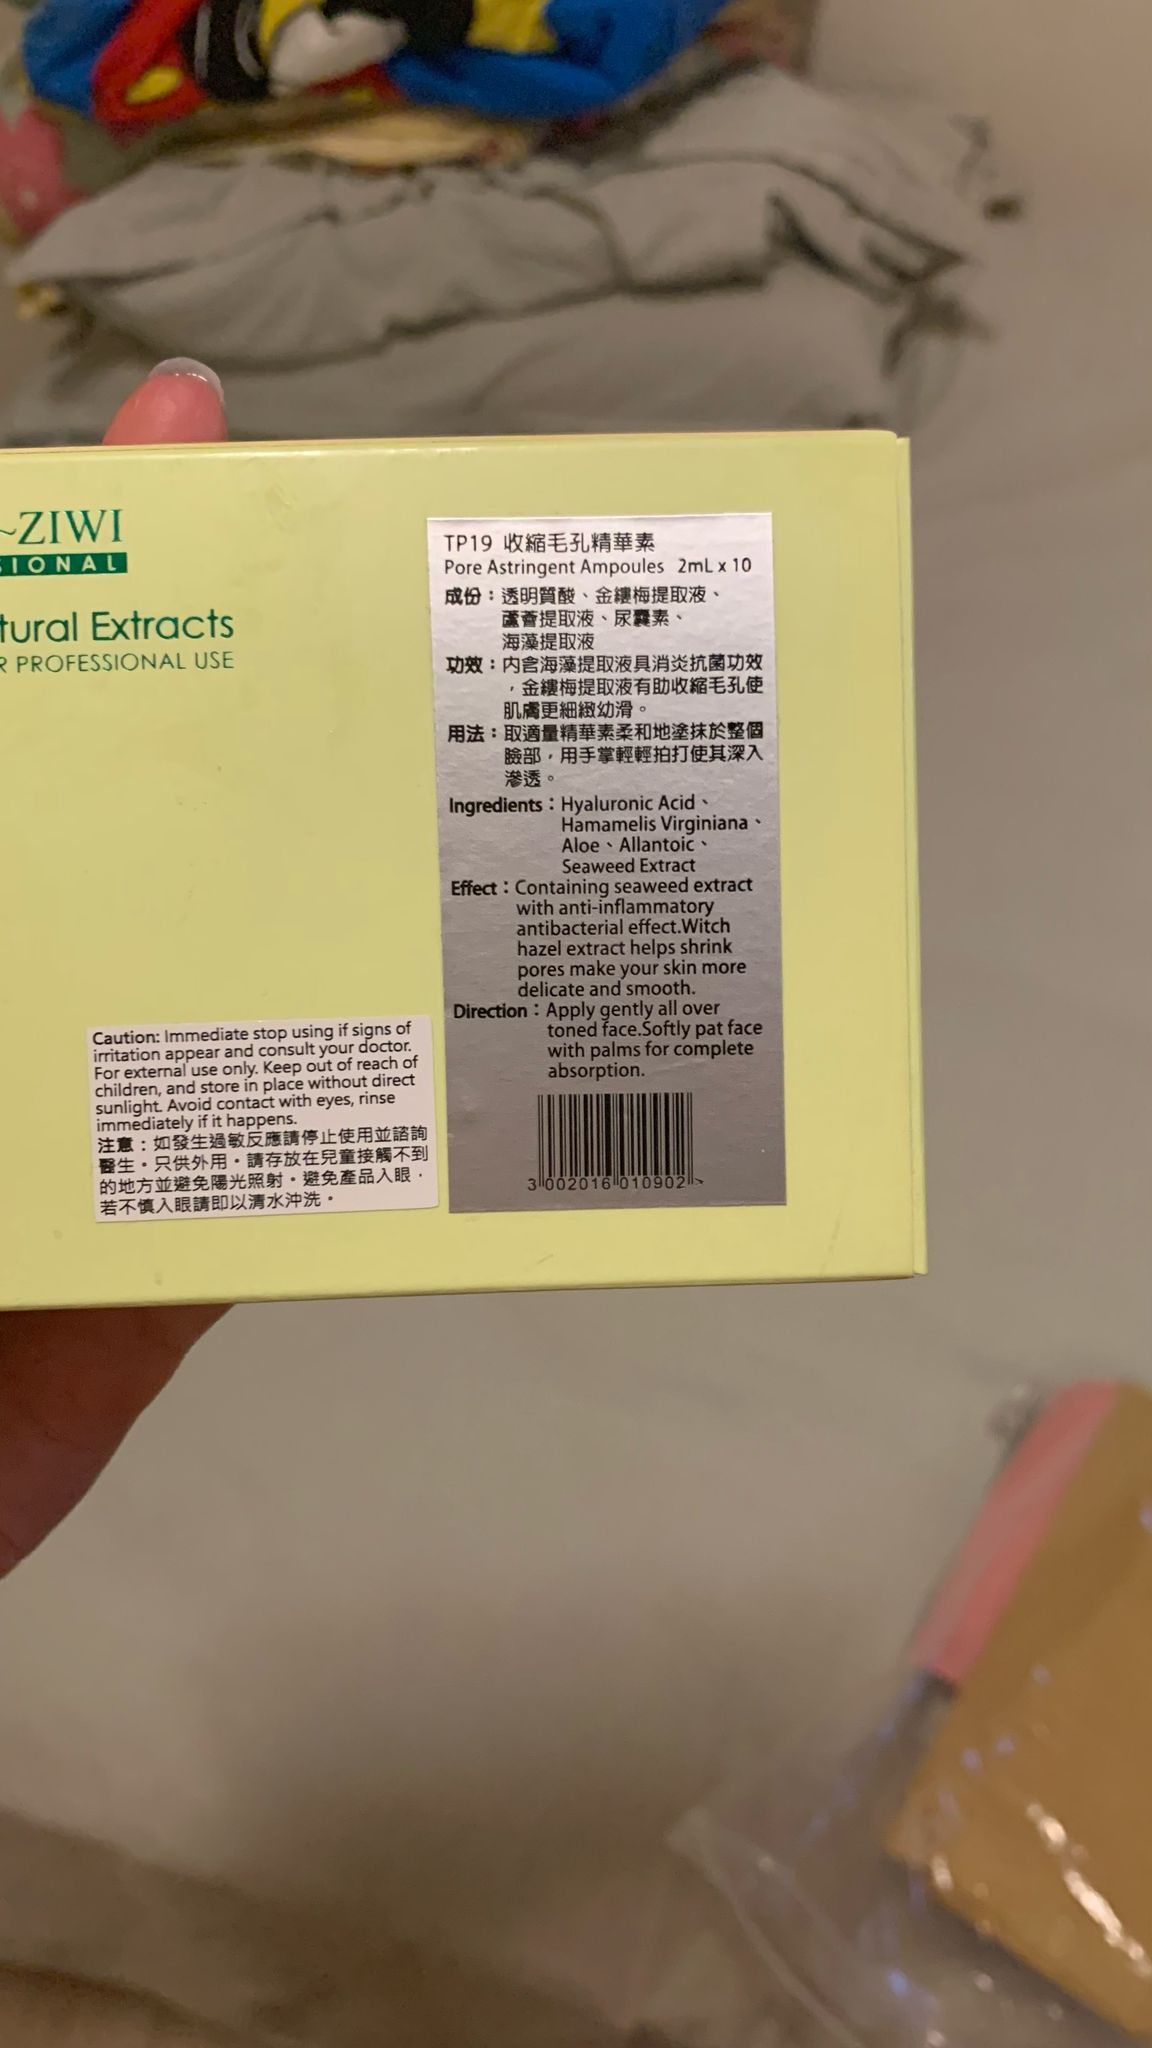 ~ZIWI
SIONAL
tural Extracts
R PROFESSIONAL USE
TP19 收縮毛孔精華素
Pore Astringent Ampoules 2mL x 10
成份：透明質酸、金縷梅提取液、
蘆薈提取液、尿囊素、
海藻提取液
功效：內含海藻提取液具消炎抗菌功效
，金縷梅提取液有助收縮毛孔使
肌膚更細緻幼滑。
用法：取適量精華素柔和地塗抹於整個
臉部，用手掌輕輕拍打使其深入
滲透。
Ingredients：Hyaluronic Acid、
Hamamelis Virginiana、
Aloe、Allantoic、
Seaweed Extract
Effect：Containing seaweed extract
with anti-inflammatory
antibacterial effect.Witch
hazel extract helps shrink
pores make your skin more
delicate and smooth.
Direction：Apply gently all over
toned face.Softly pat face
with palms for complete
absorption.
3 002016 010902 >
Caution: Immediate stop using if signs of
irritation appear and consult your doctor.
For external use only. Keep out of reach of
children, and store in place without direct
sunlight. Avoid contact with eyes, rinse
immediately if it happens.
注意：如發生過敏反應請停止使用並諮詢
醫生。只供外用。請存放在兒童接觸不到
的地方並避免陽光照射。避免產品入眼，
若不慎入眼請即以清水沖洗。